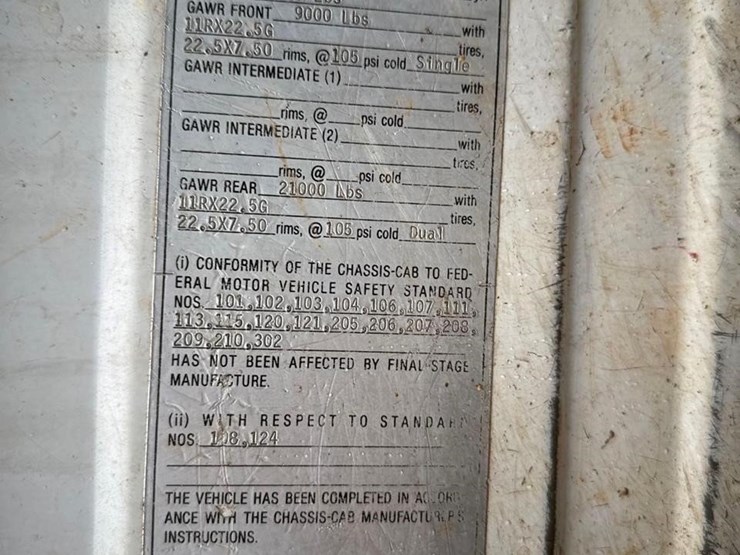 GAWR FRONT 9000 Lbs
with
11RX22.5G
tires,
22.5X7.50 rims, @ 105 psi cold Single
GAWR INTERMEDIATE (1)
with
tires,
rims, @ psi cold
GAWR INTERMEDIATE (2)
with
tires,
rims, @ psi cold
GAWR REAR 21000 Lbs
with
11RX22.5G
tires,
22.5X7.50 rims, @ 105 psi cold Dual
(i) CONFORMITY OF THE CHASSIS-CAB TO FED-
ERAL MOTOR VEHICLE SAFETY STANDARD
NOS. 101,102,103,104,106,107,111,
113,115,120,121,205,206,207,208,
209,210,302
HAS NOT BEEN AFFECTED BY FINAL STAGE
MANUFACTURE.
(ii) WITH RESPECT TO STANDARD
NOS. 108,124
THE VEHICLE HAS BEEN COMPLETED IN ACCORD-
ANCE WITH THE CHASSIS-CAB MANUFACTURERS
INSTRUCTIONS.